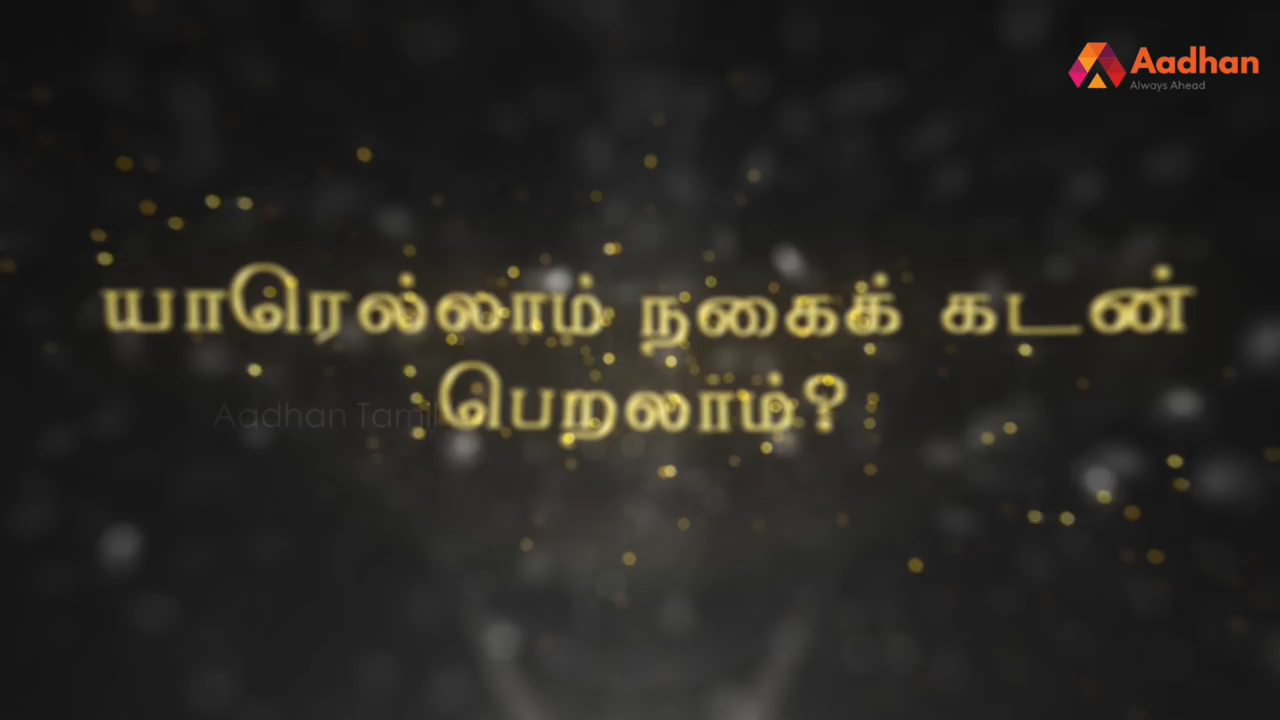 Aadhan
Always Ahead
யாரெல்லாம் நகைக் கடன்
பெறலாம்?
Aadhan Tamil